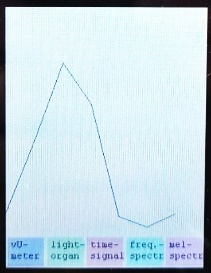 vU- light- time- freq.- mel-
meter organ signal spectr spectr